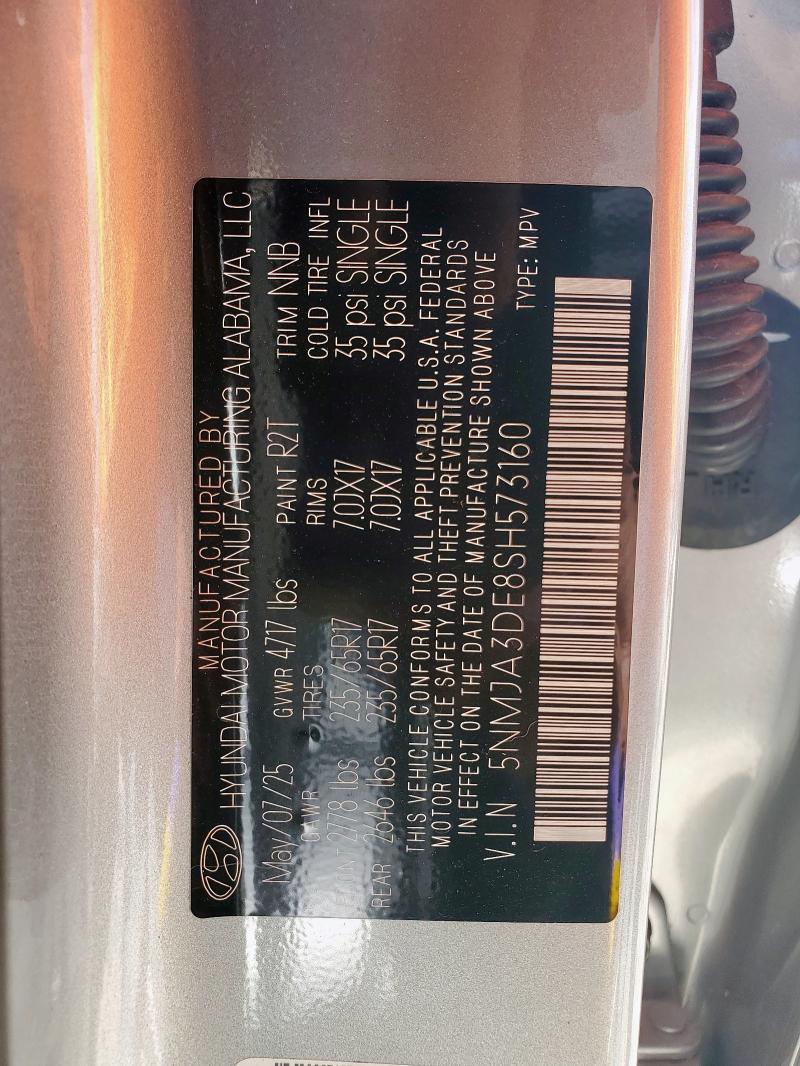 MANUFACTURED BY
HYUNDAI MOTOR MANUFACTURING ALABAMA, LLC
May/07/25 GVWR 4717 lbs PAINT R2T TRIM NNB
GAWR TIRES RIMS COLD TIRE INFL
FRONT 2778 lbs 235/65R17 7.0JX17 35 psi SINGLE
REAR 2646 lbs 235/65R17 7.0JX17 35 psi SINGLE
THIS VEHICLE CONFORMS TO ALL APPLICABLE U.S.A. FEDERAL
MOTOR VEHICLE SAFETY AND THEFT PREVENTION STANDARDS
IN EFFECT ON THE DATE OF MANUFACTURE SHOWN ABOVE
V.I.N 5NMJA3DE8SH573160
TYPE: MPV